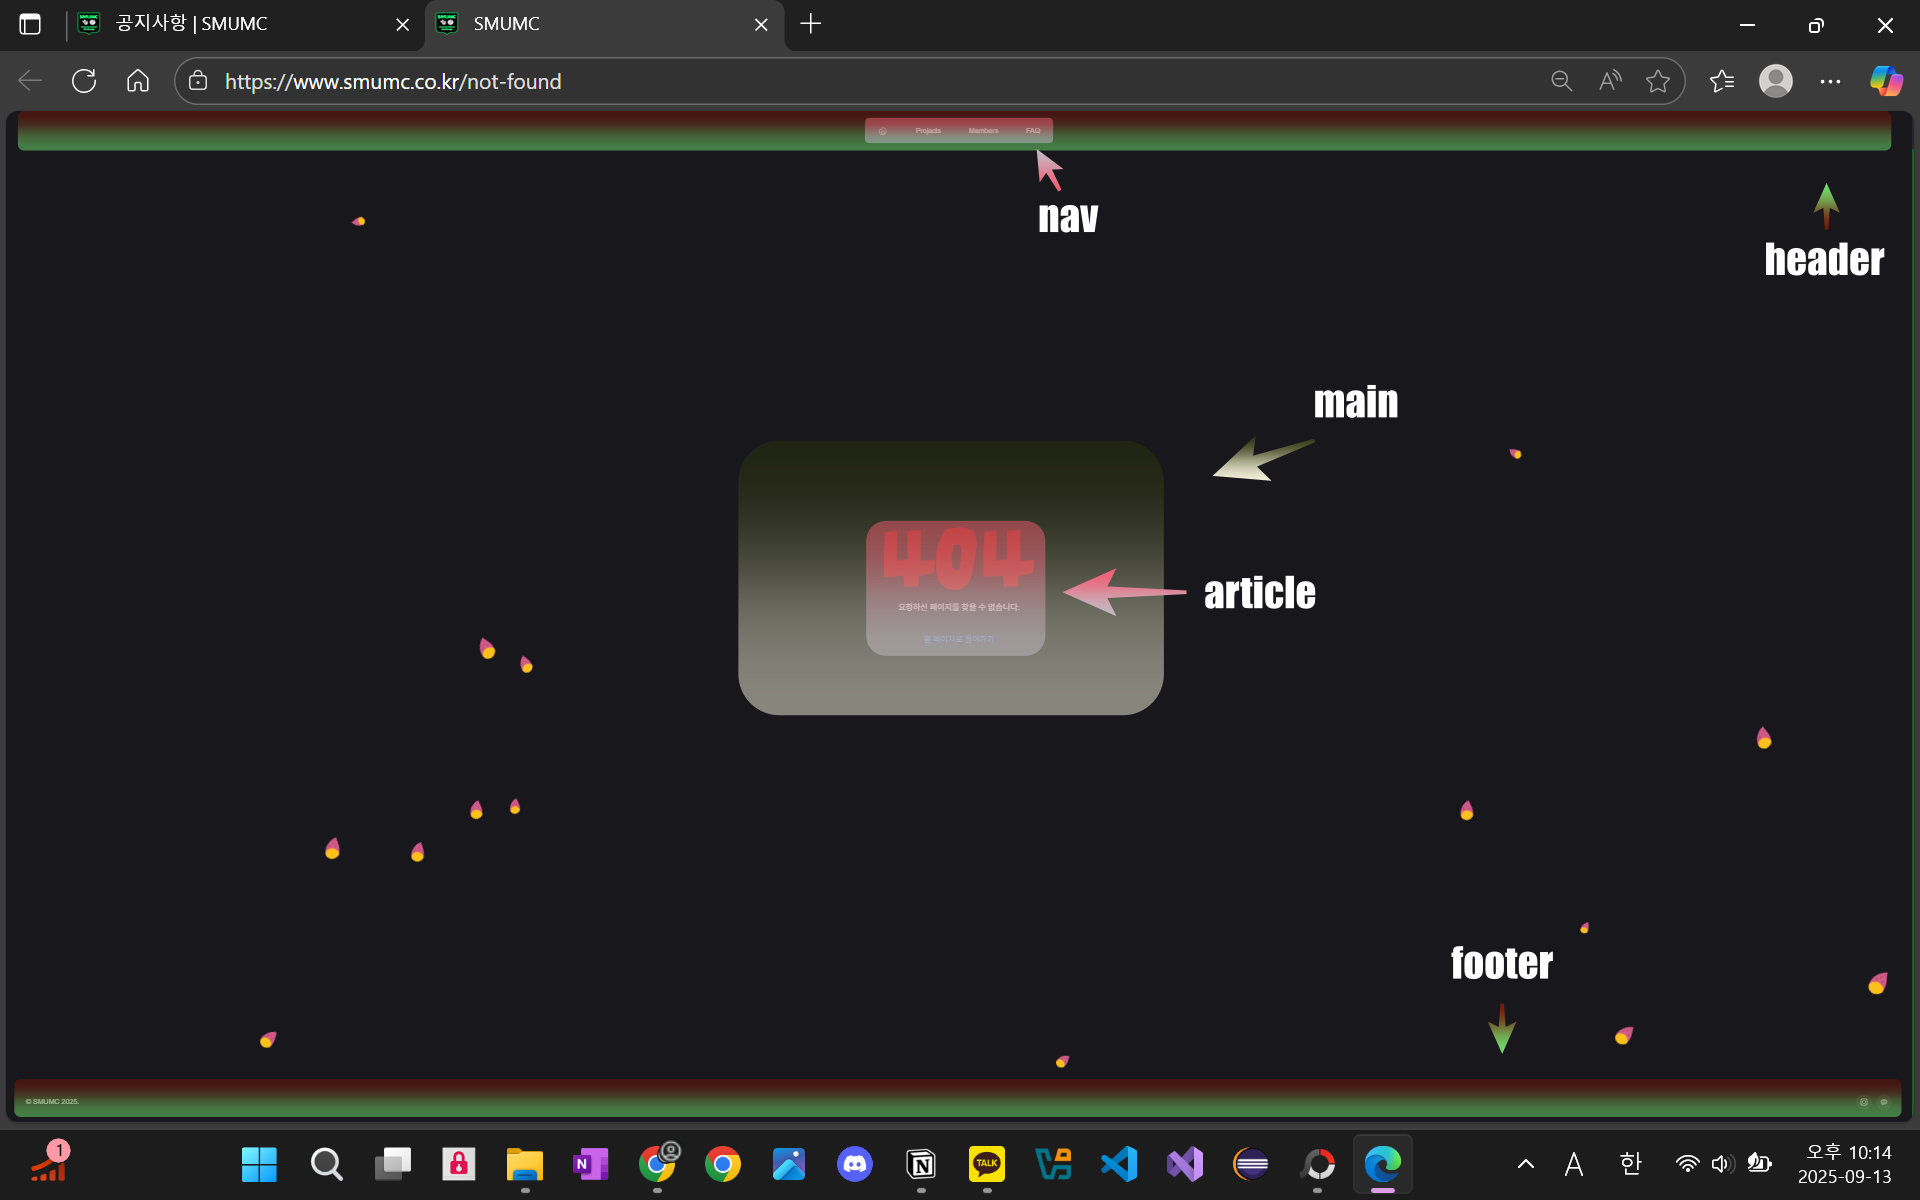 공지사항 | SMUMC
SMUMC
https://www.smumc.co.kr/not-found
Projects Members FAQ
nav
header
main
404
요청하신 페이지를 찾을 수 없습니다.
홈 페이지로 돌아가기
article
footer
© SMUMC 2025.
1
N
N
TALK
A
한
오후 10:14
2025-09-13